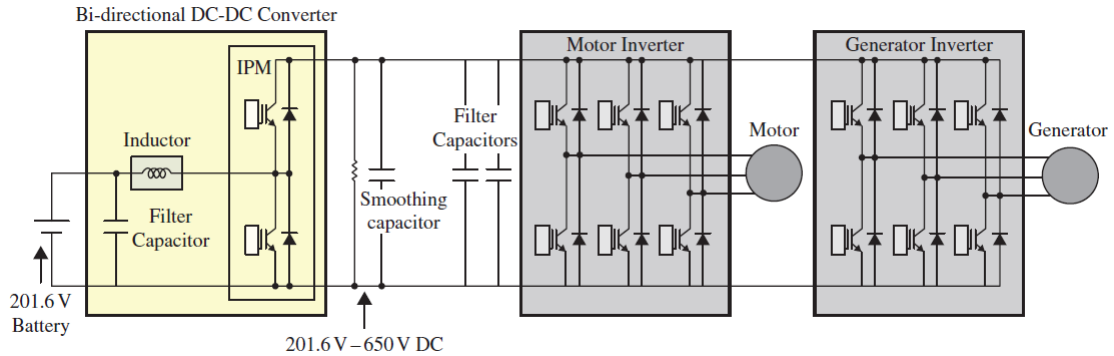 Bi-directional DC-DC Converter
IPM
Inductor
Filter
Capacitor
201.6 V
Battery
Smoothing
capacitor
201.6 V – 650 V DC
Filter
Capacitors
Motor Inverter
Motor
Generator Inverter
Generator